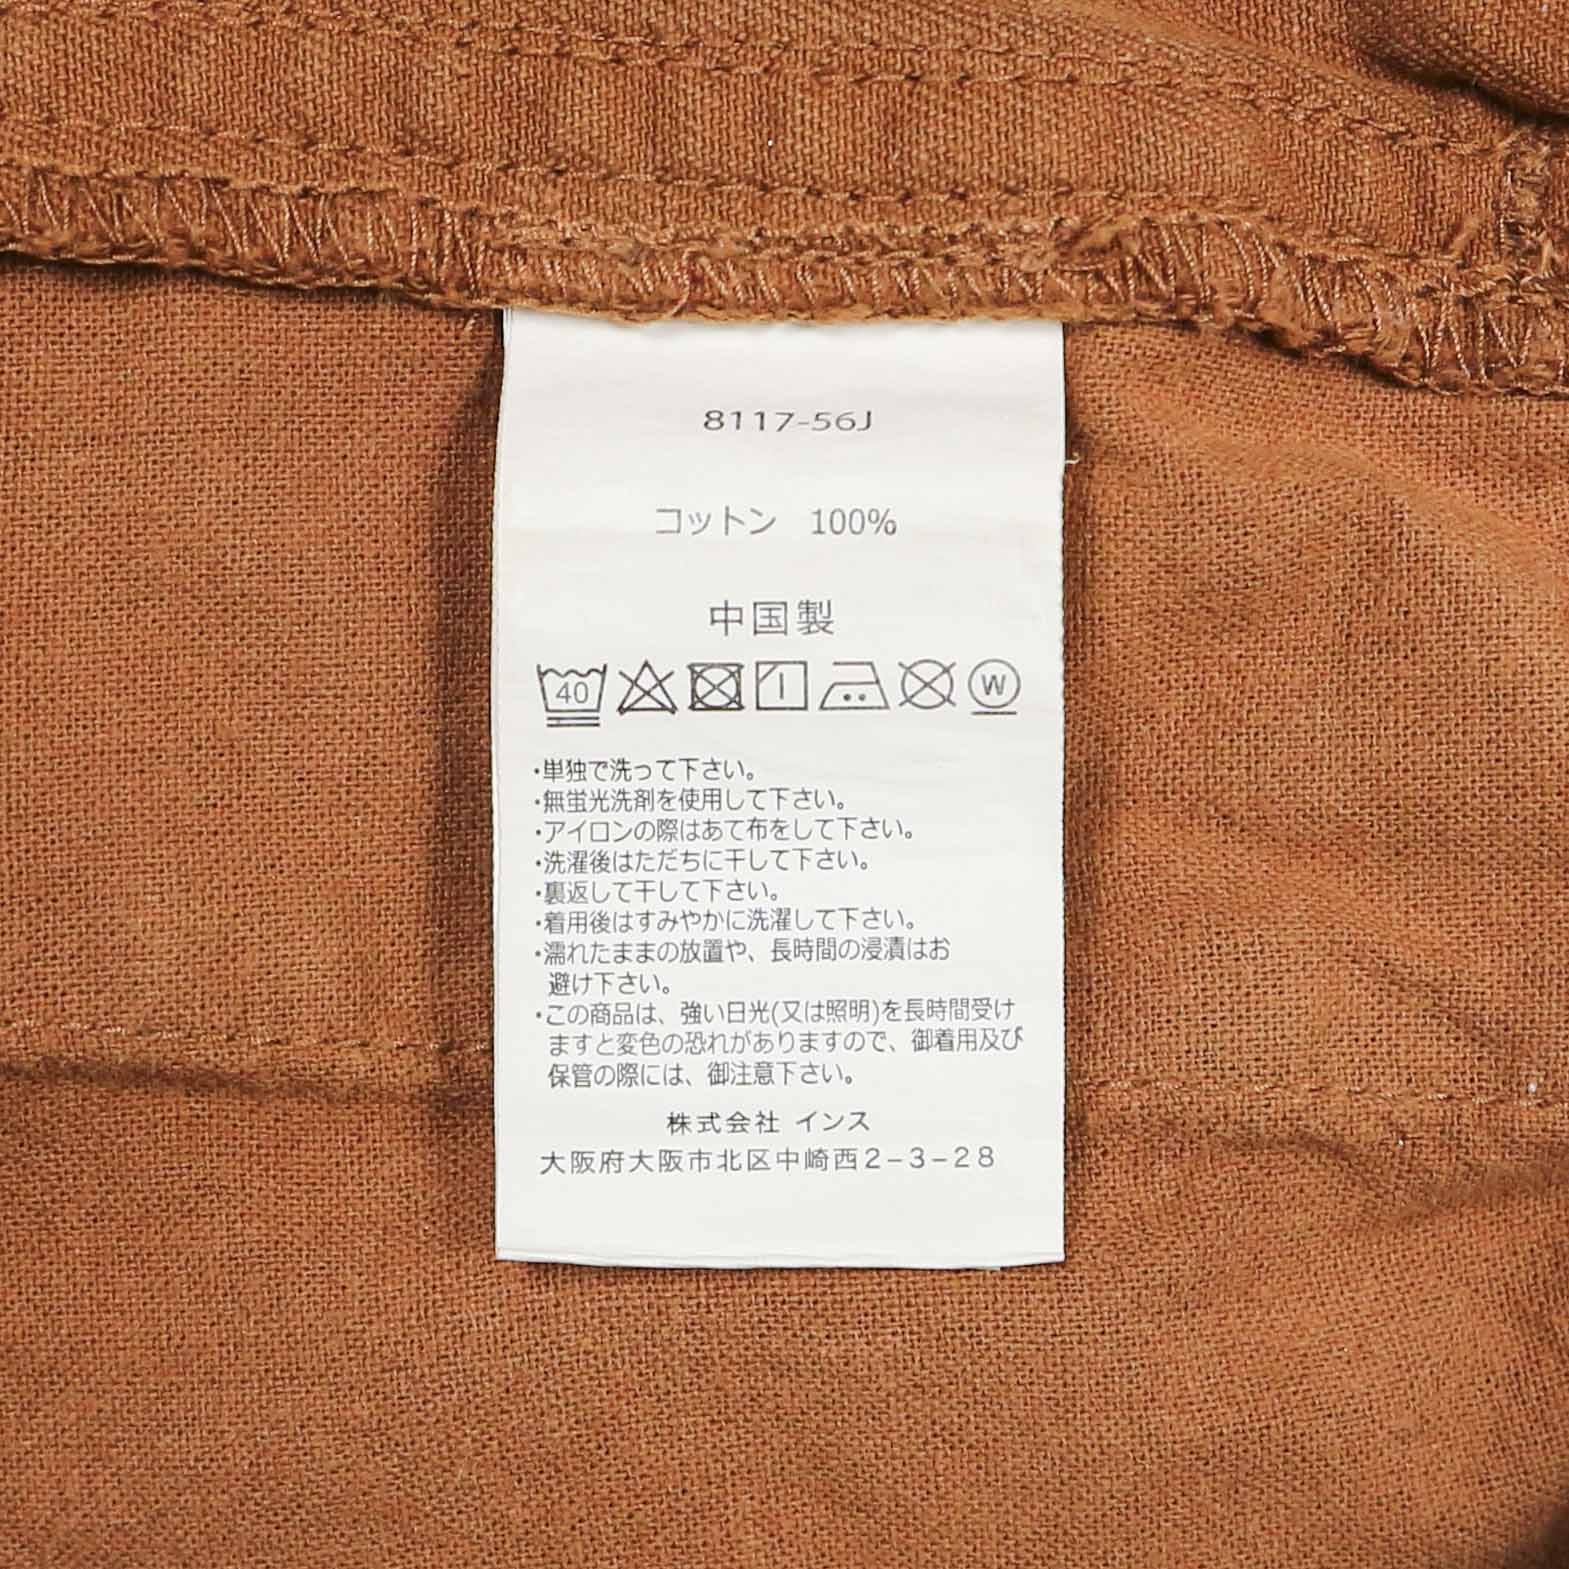 8117-56J
コットン 100%
中国製
40 W
・単独で洗って下さい。
・無蛍光洗剤を使用して下さい。
・アイロンの際はあて布をして下さい。
・洗濯後はただちに干して下さい。
・裏返して干して下さい。
・着用後はすみやかに洗濯して下さい。
・濡れたままの放置や、長時間の浸漬はお
避け下さい。
・この商品は、強い日光(又は照明)を長時間受け
ますと変色の恐れがありますので、御着用及び
保管の際には、御注意下さい。
株式会社 インス
大阪府大阪市北区中崎西2-3-28